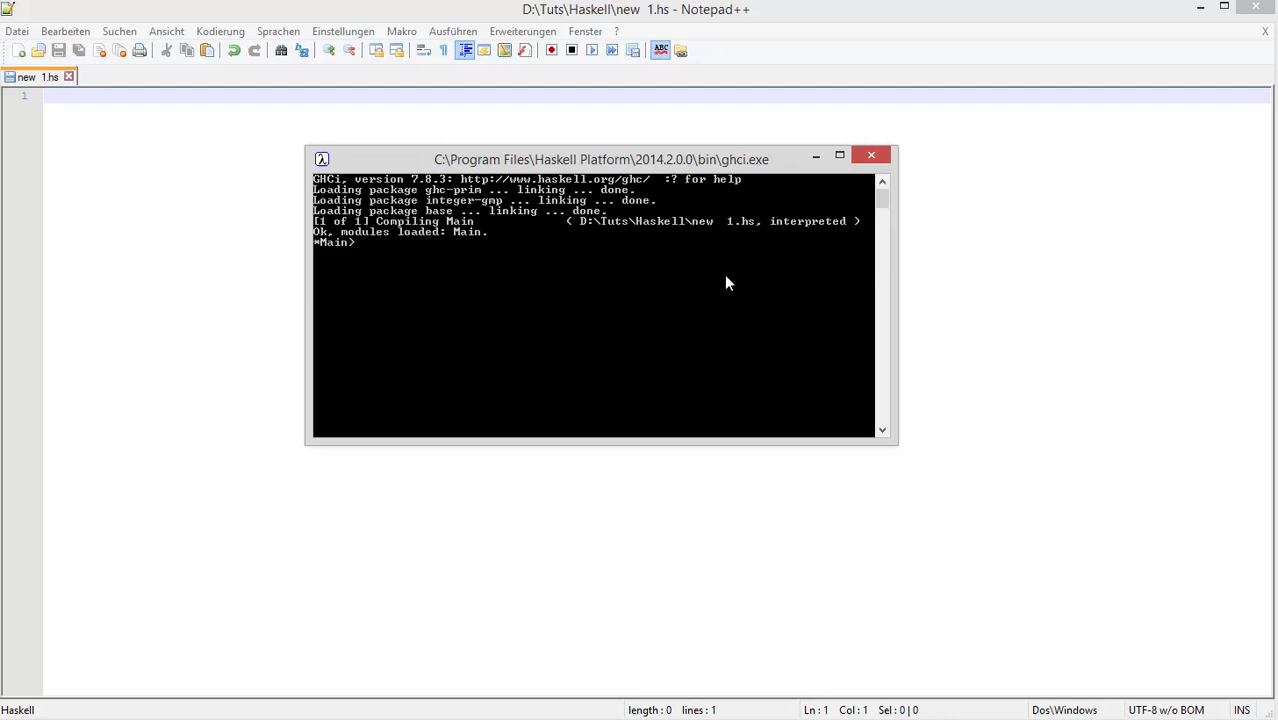 D:\Tuts\Haskell\new  1.hs - Notepad++
Datei Bearbeiten Suchen Ansicht Kodierung Sprachen Einstellungen Makro Ausführen Erweiterungen Fenster ? X
ABC
new  1.hs
1
C:\Program Files\Haskell Platform\2014.2.0.0\bin\ghci.exe
GHCi, version 7.8.3: http://www.haskell.org/ghc/  :? for help
Loading package ghc-prim ... linking ... done.
Loading package integer-gmp ... linking ... done.
Loading package base ... linking ... done.
[1 of 1] Compiling Main             ( D:\Tuts\Haskell\new  1.hs, interpreted )
Ok, modules loaded: Main.
*Main>
Haskell length : 0 lines : 1 Ln : 1 Col : 1 Sel : 0 | 0 Dos\Windows UTF-8 w/o BOM INS